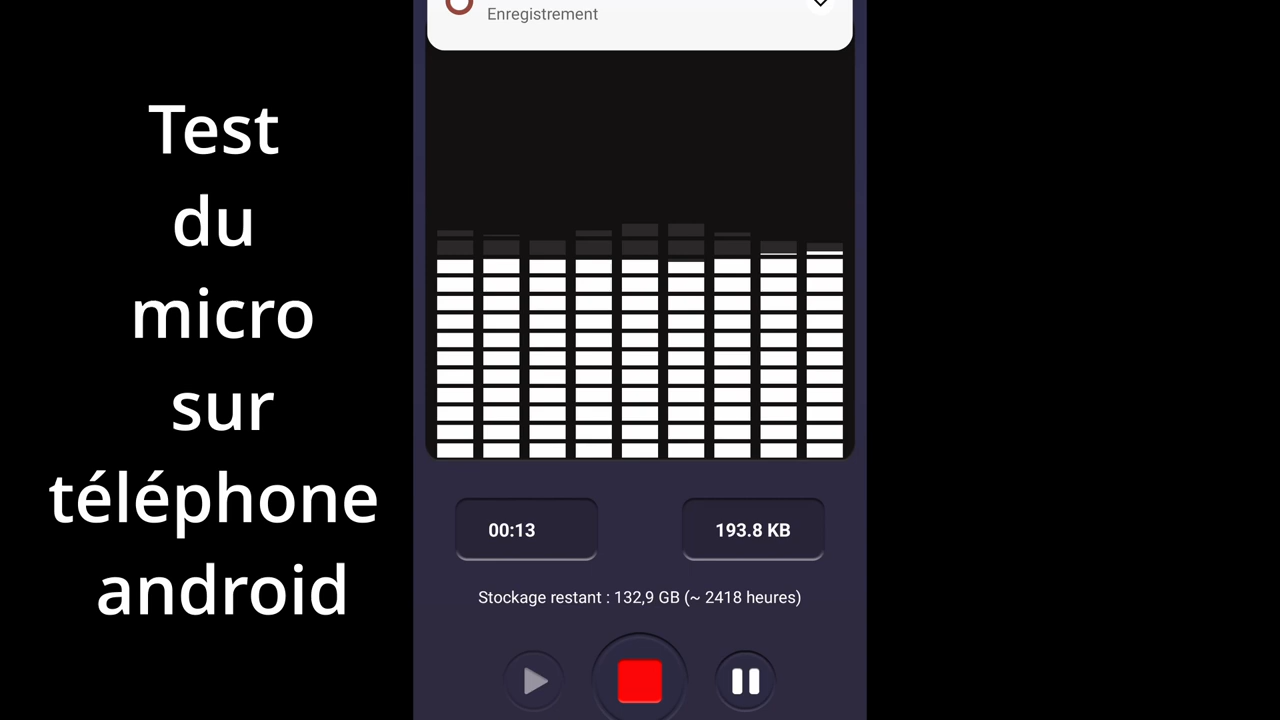 Test
du
micro
sur
téléphone
android
Enregistrement
00:13
193.8 KB
Stockage restant : 132,9 GB (~ 2418 heures)